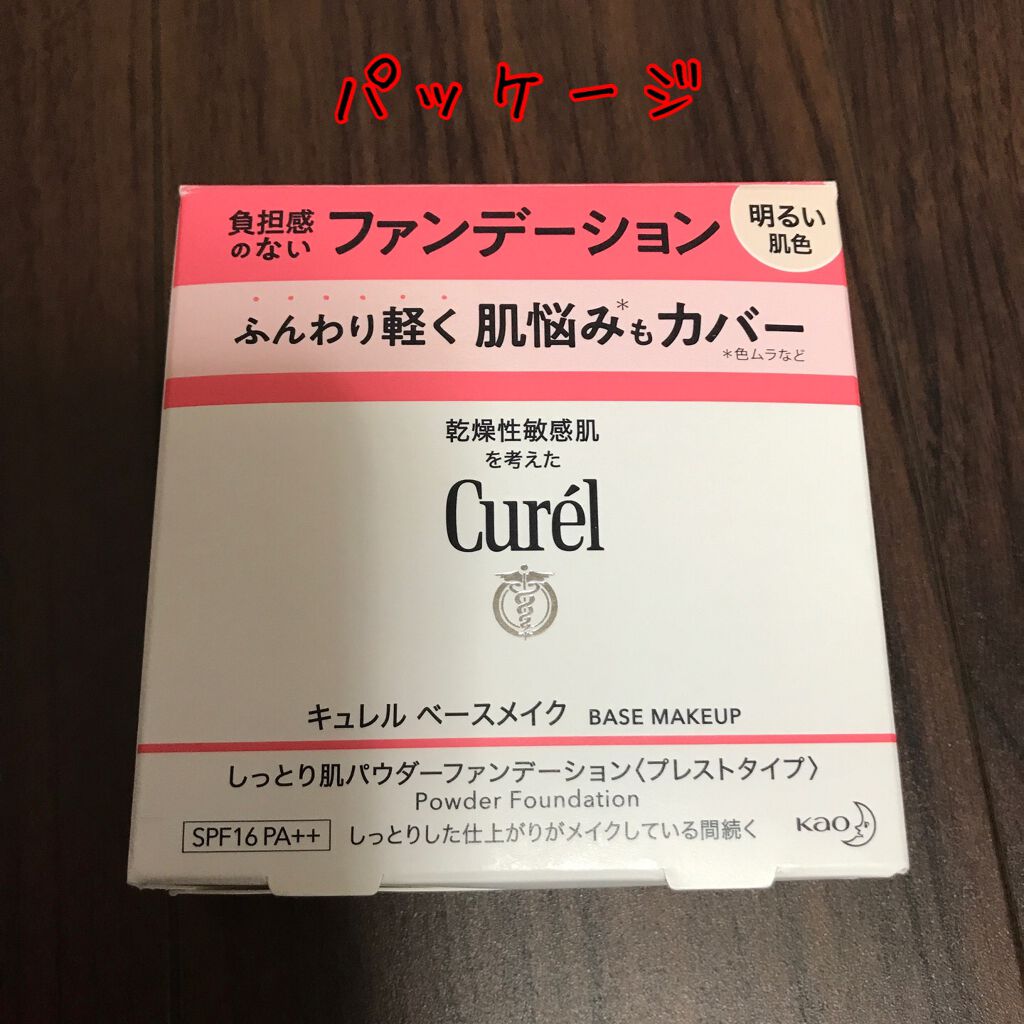 パッケージ
負担感のない ファンデーション
明るい
肌色
ふんわり軽く 肌悩み*もカバー
*色ムラなど
乾燥性敏感肌
を考えた
Curél
キュレル ベースメイク BASE MAKEUP
しっとり肌パウダーファンデーション〈プレストタイプ〉
Powder Foundation
SPF16 PA++ しっとりした仕上がりがメイクしている間続く
Kao